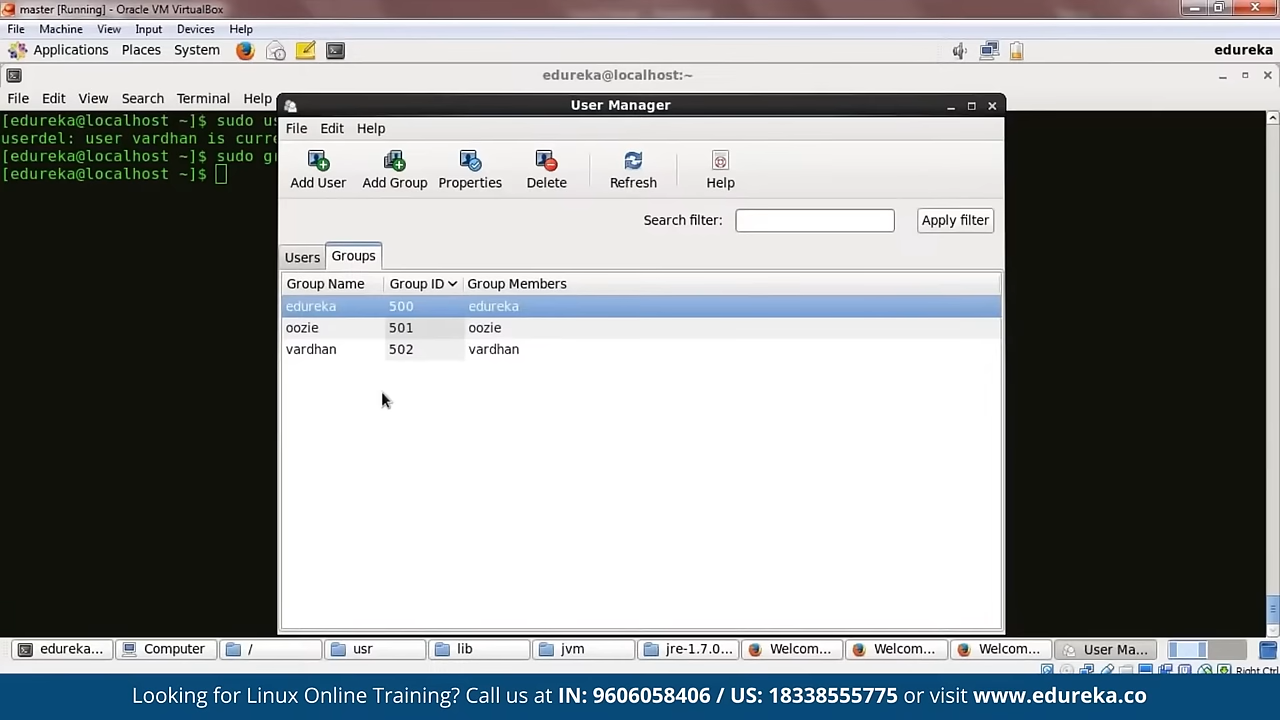 master [Running] - Oracle VM VirtualBox
File Machine View Input Devices Help
Applications Places System edureka
edureka@localhost:~
File Edit View Search Terminal Help
User Manager
[edureka@localhost ~]$ sudo us
userdel: user vardhan is curre
[edureka@localhost ~]$ sudo gr
[edureka@localhost ~]$
File Edit Help
Add User Add Group Properties Delete Refresh Help
Search filter: Apply filter
Users Groups
Group Name Group ID Group Members
edureka 500 edureka
oozie 501 oozie
vardhan 502 vardhan
edureka... Computer / usr lib jvm jre-1.7.0... Welcom... Welcom... Welcom... User Ma...
Right Ctrl
Looking for Linux Online Training? Call us at IN: 9606058406 / US: 18338555775 or visit www.edureka.co